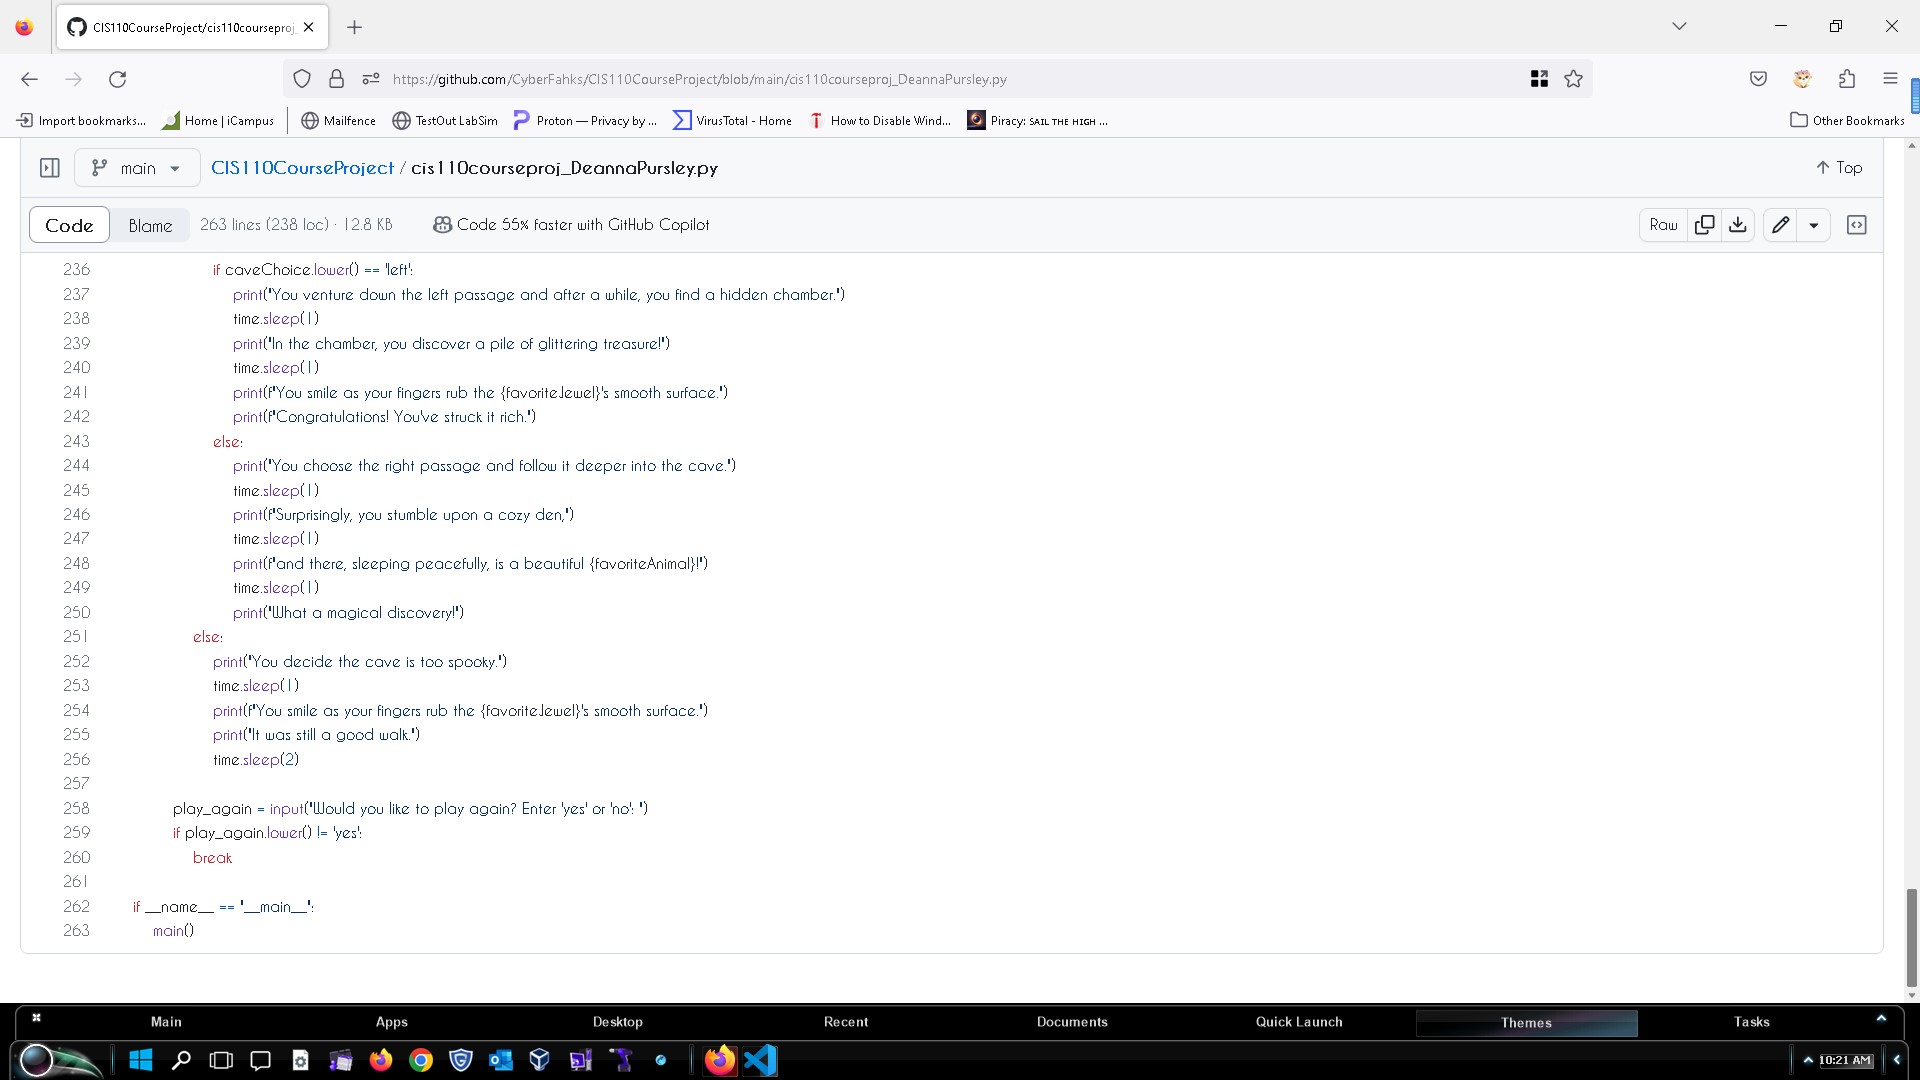 CIS110CourseProject/cis110courseproj_
https://github.com/CyberFahks/CIS110CourseProject/blob/main/cis110courseproj_DeannaPursley.py
Import bookmarks... Home | iCampus Mailfence TestOut LabSim Proton — Privacy by ... VirusTotal - Home How to Disable Wind... Piracy: SAIL THE HIGH ... Other Bookmarks
main CIS110CourseProject / cis110courseproj_DeannaPursley.py Top
Code Blame 263 lines (238 loc) · 12.8 KB Code 55% faster with GitHub Copilot Raw
236 if caveChoice.lower() == 'left':
237 print("You venture down the left passage and after a while, you find a hidden chamber.")
238 time.sleep(1)
239 print("In the chamber, you discover a pile of glittering treasure!")
240 time.sleep(1)
241 print(f"You smile as your fingers rub the {favoriteJewel}'s smooth surface.")
242 print(f"Congratulations! You've struck it rich.")
243 else:
244 print("You choose the right passage and follow it deeper into the cave.")
245 time.sleep(1)
246 print(f"Surprisingly, you stumble upon a cozy den,")
247 time.sleep(1)
248 print(f"and there, sleeping peacefully, is a beautiful {favoriteAnimal}!")
249 time.sleep(1)
250 print("What a magical discovery!")
251 else:
252 print("You decide the cave is too spooky.")
253 time.sleep(1)
254 print(f"You smile as your fingers rub the {favoriteJewel}'s smooth surface.")
255 print("It was still a good walk.")
256 time.sleep(2)
257
258 play_again = input("Would you like to play again? Enter 'yes' or 'no': ")
259 if play_again.lower() != 'yes':
260 break
261
262 if __name__ == "__main__":
263 main()
Main Apps Desktop Recent Documents Quick Launch Themes Tasks
10:21 AM